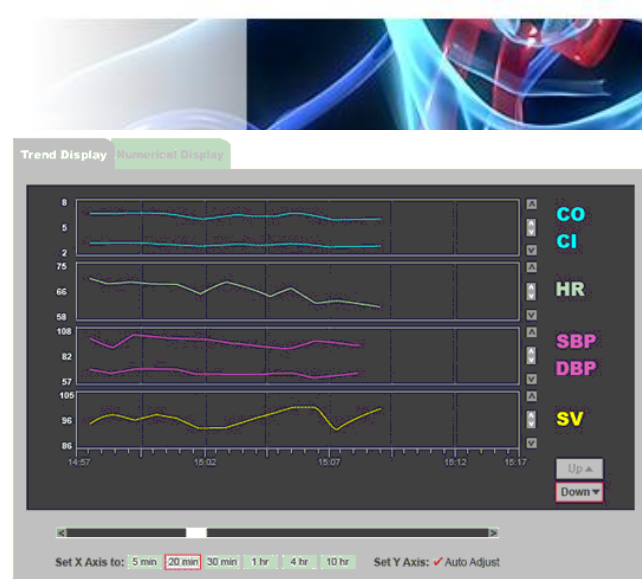 Trend Display Numerical Display
8
5
2
CO
CI
75
66
58
HR
108
82
57
SBP
DBP
105
96
86
SV
14:57 15:02 15:07 15:12 15:17
Up
Down
Set X Axis to: 5 min 20 min 30 min 1 hr 4 hr 10 hr Set Y Axis: ✓ Auto Adjust